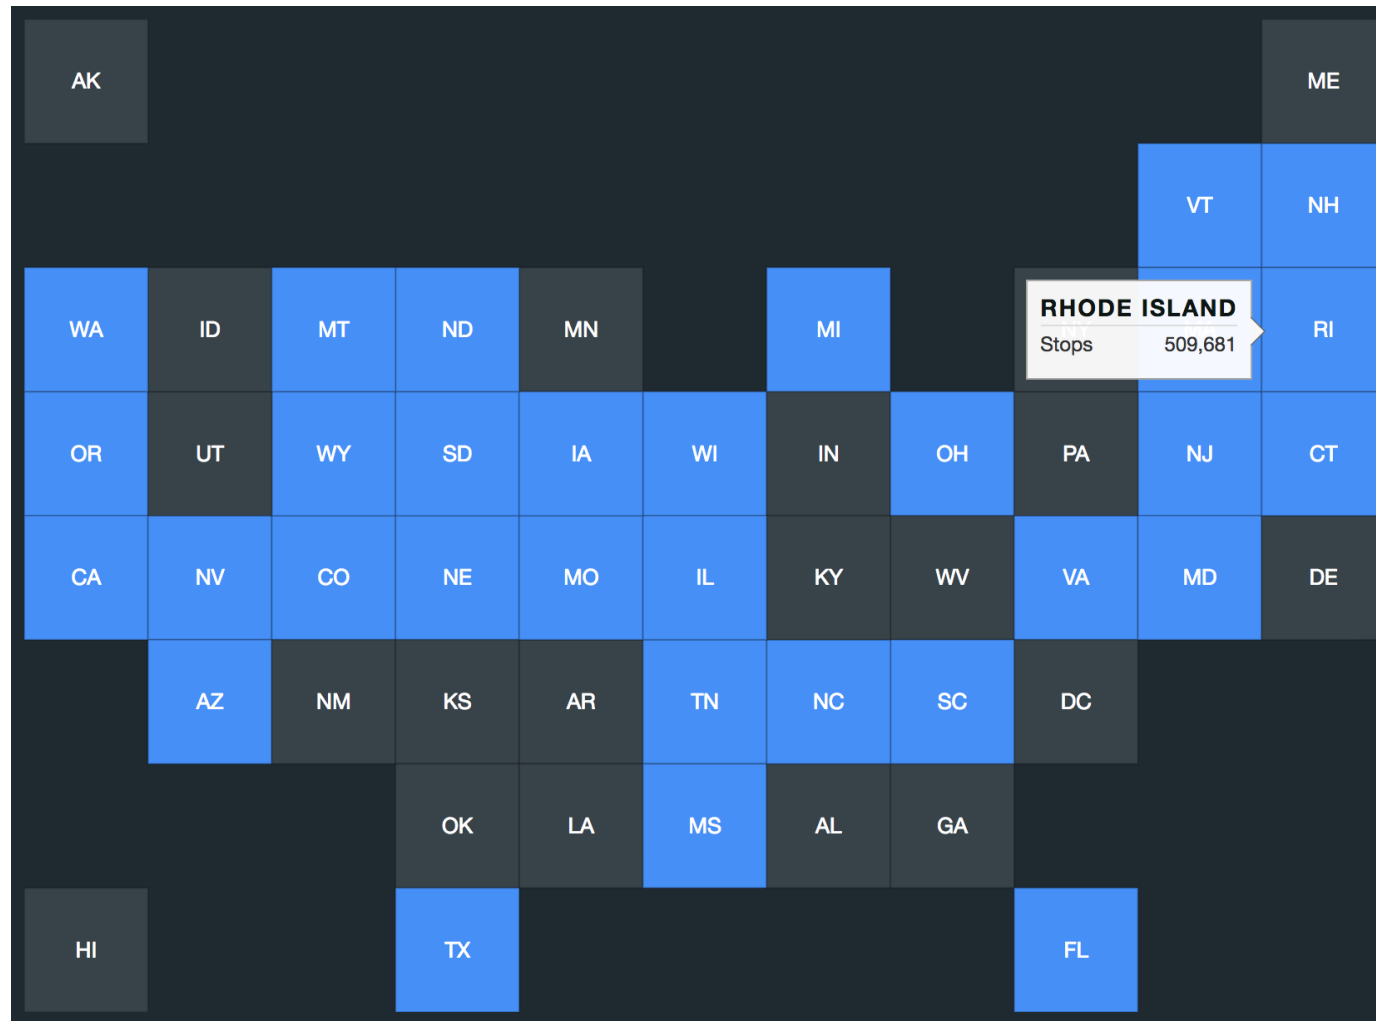 AK ME
VT NH
WA ID MT ND MN MI RI
RHODE ISLAND
Stops 509,681
OR UT WY SD IA WI IN OH PA NJ CT
CA NV CO NE MO IL KY WV VA MD DE
AZ NM KS AR TN NC SC DC
OK LA MS AL GA
HI TX FL